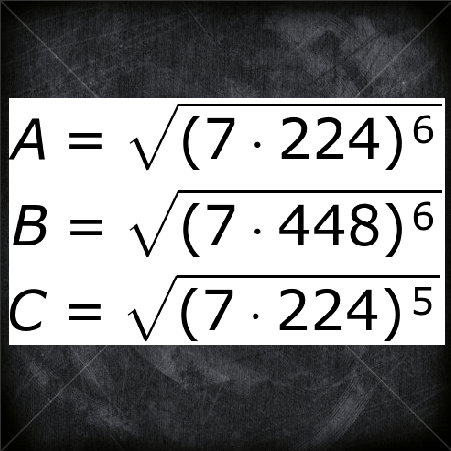 A = √(7 · 224)⁶
B = √(7 · 448)⁶
C = √(7 · 224)⁵